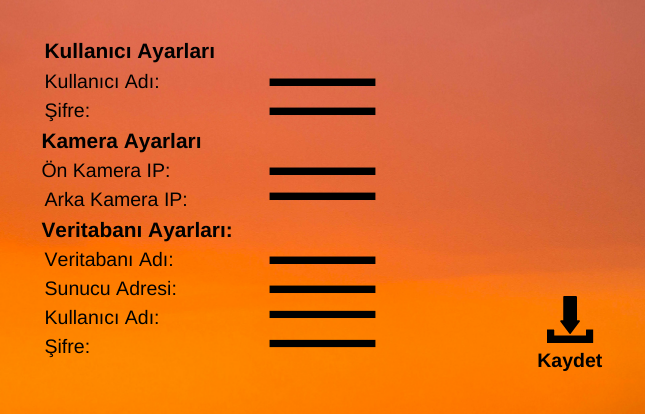 Kullanıcı Ayarları
Kullanıcı Adı:
Şifre:
Kamera Ayarları
Ön Kamera IP:
Arka Kamera IP:
Veritabanı Ayarları:
Veritabanı Adı:
Sunucu Adresi:
Kullanıcı Adı:
Şifre:
Kaydet